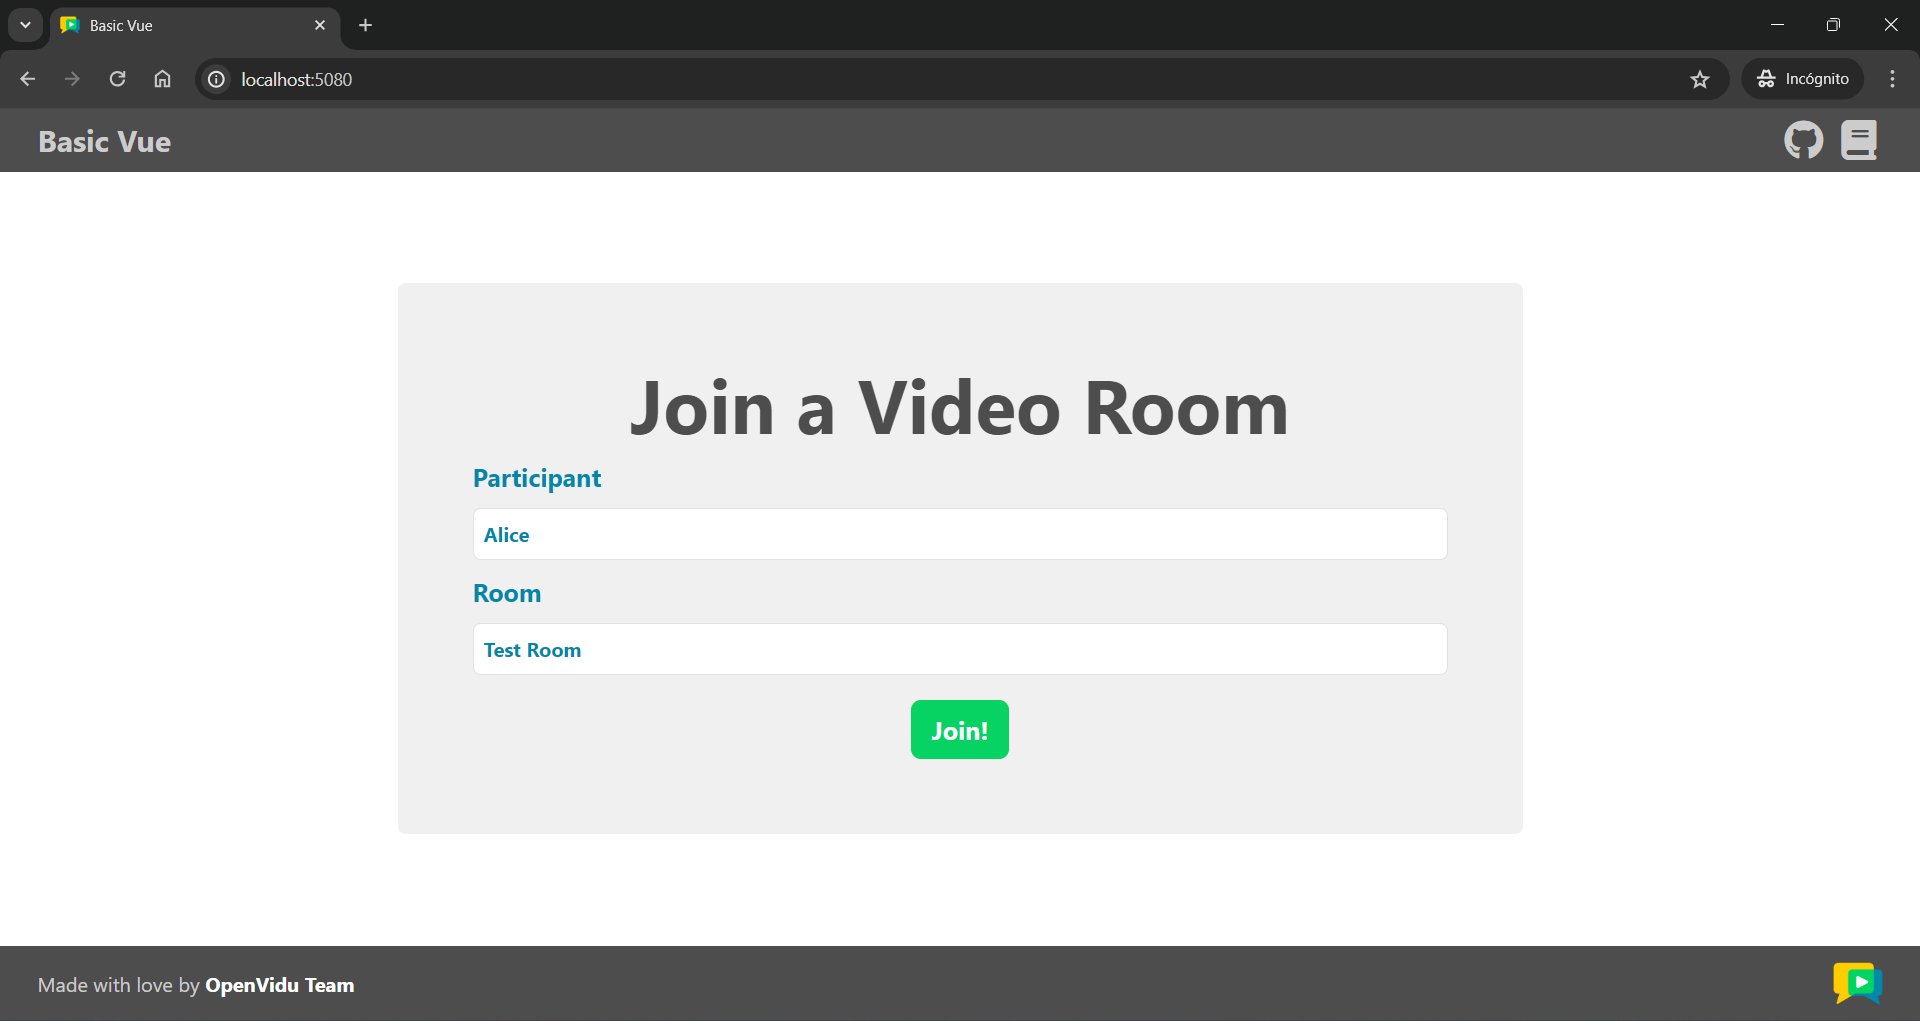 Basic Vue
localhost:5080
Incógnito
Basic Vue
Join a Video Room
Participant
Alice
Room
Test Room
Join!
Made with love by OpenVidu Team